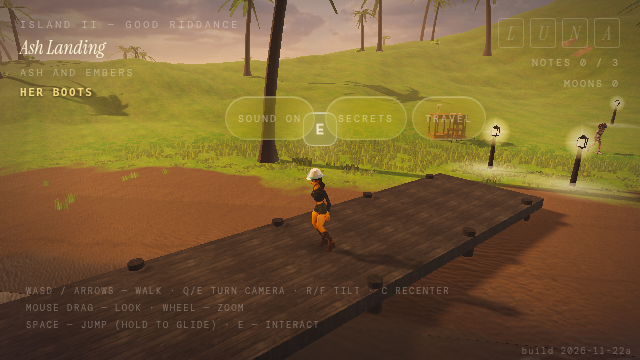 ISLAND II — GOOD RIDDANCE
Ash Landing
ASH AND EMBERS
HER BOOTS
L U N A
NOTES 0 / 3
MOONS 0
SOUND ON
SECRETS
TRAVEL
E
?
WASD / ARROWS — WALK · Q/E TURN CAMERA · R/F TILT · C RECENTER
MOUSE DRAG — LOOK · WHEEL — ZOOM
SPACE — JUMP (HOLD TO GLIDE) · E — INTERACT
build 2026-11-22a